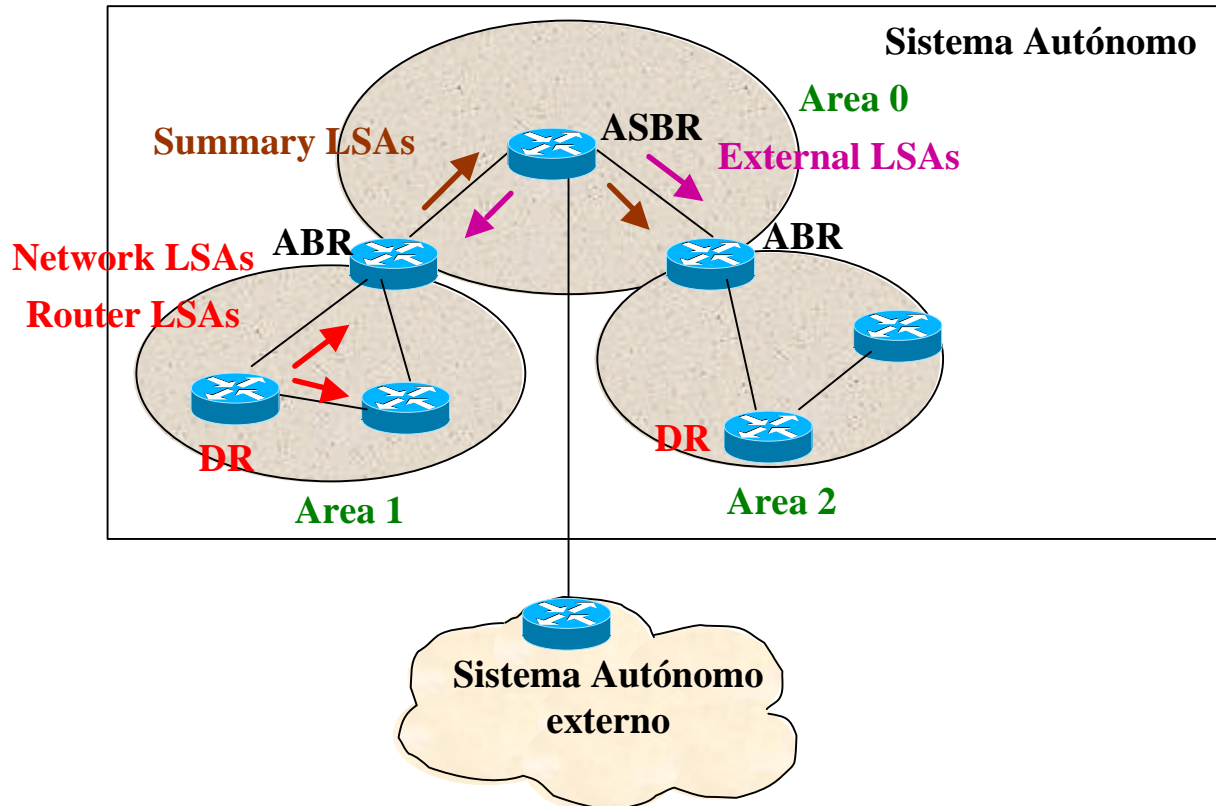 Sistema Autónomo
Area 0
ASBR
Summary LSAs
External LSAs
ABR
ABR
Network LSAs
Router LSAs
DR
DR
Area 1
Area 2
Sistema Autónomo
externo